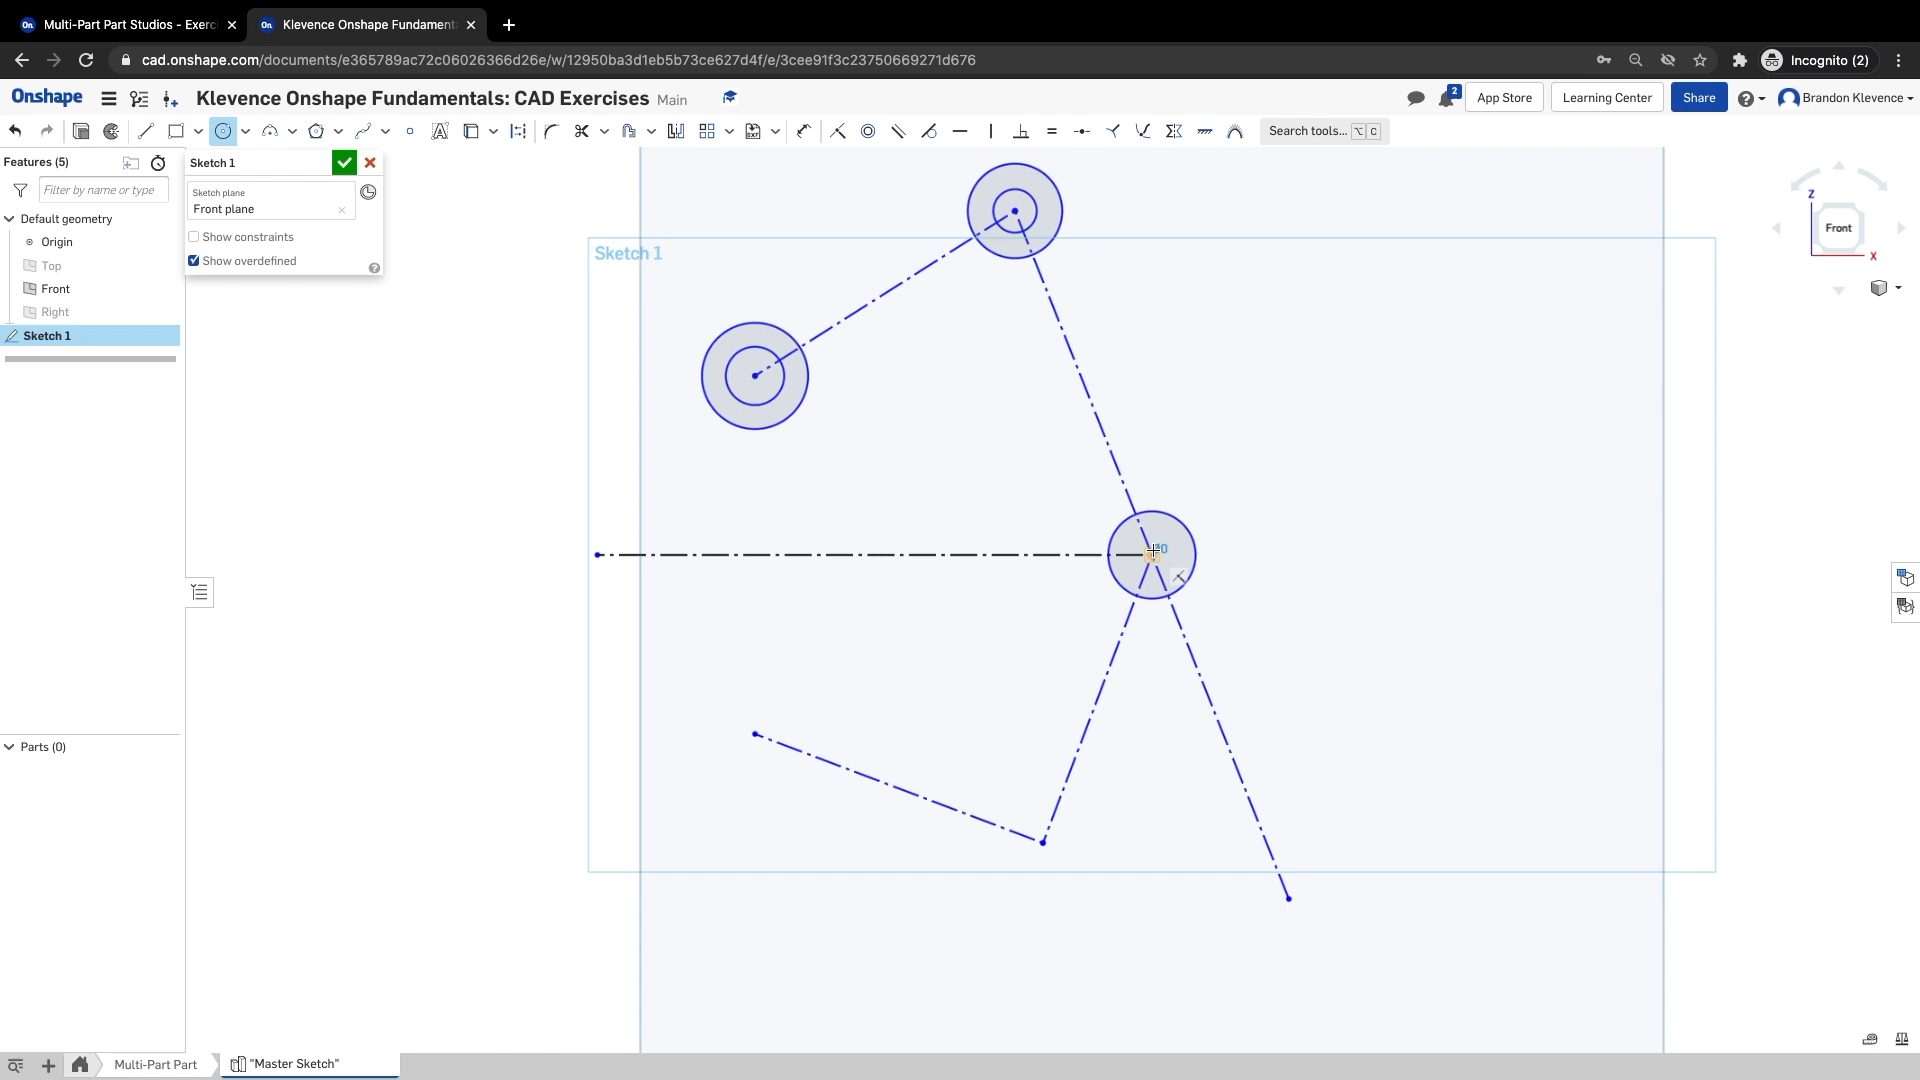 Multi-Part Part Studios - Exerc
Klevence Onshape Fundament
cad.onshape.com/documents/e365789ac72c06026366d26e/w/12950ba3d1eb5b73ce627d4f/e/3cee91f3c23750669271d676
Incognito (2)
Onshape
Klevence Onshape Fundamentals: CAD Exercises Main
2
App Store
Learning Center
Share
Brandon Klevence
Search tools... ⌥ C
Features (5)
Filter by name or type
Default geometry
Origin
Top
Front
Right
Sketch 1
Sketch 1
Sketch plane
Front plane
Show constraints
Show overdefined
Sketch 1
Z
Front
X
Parts (0)
Multi-Part Part
"Master Sketch"